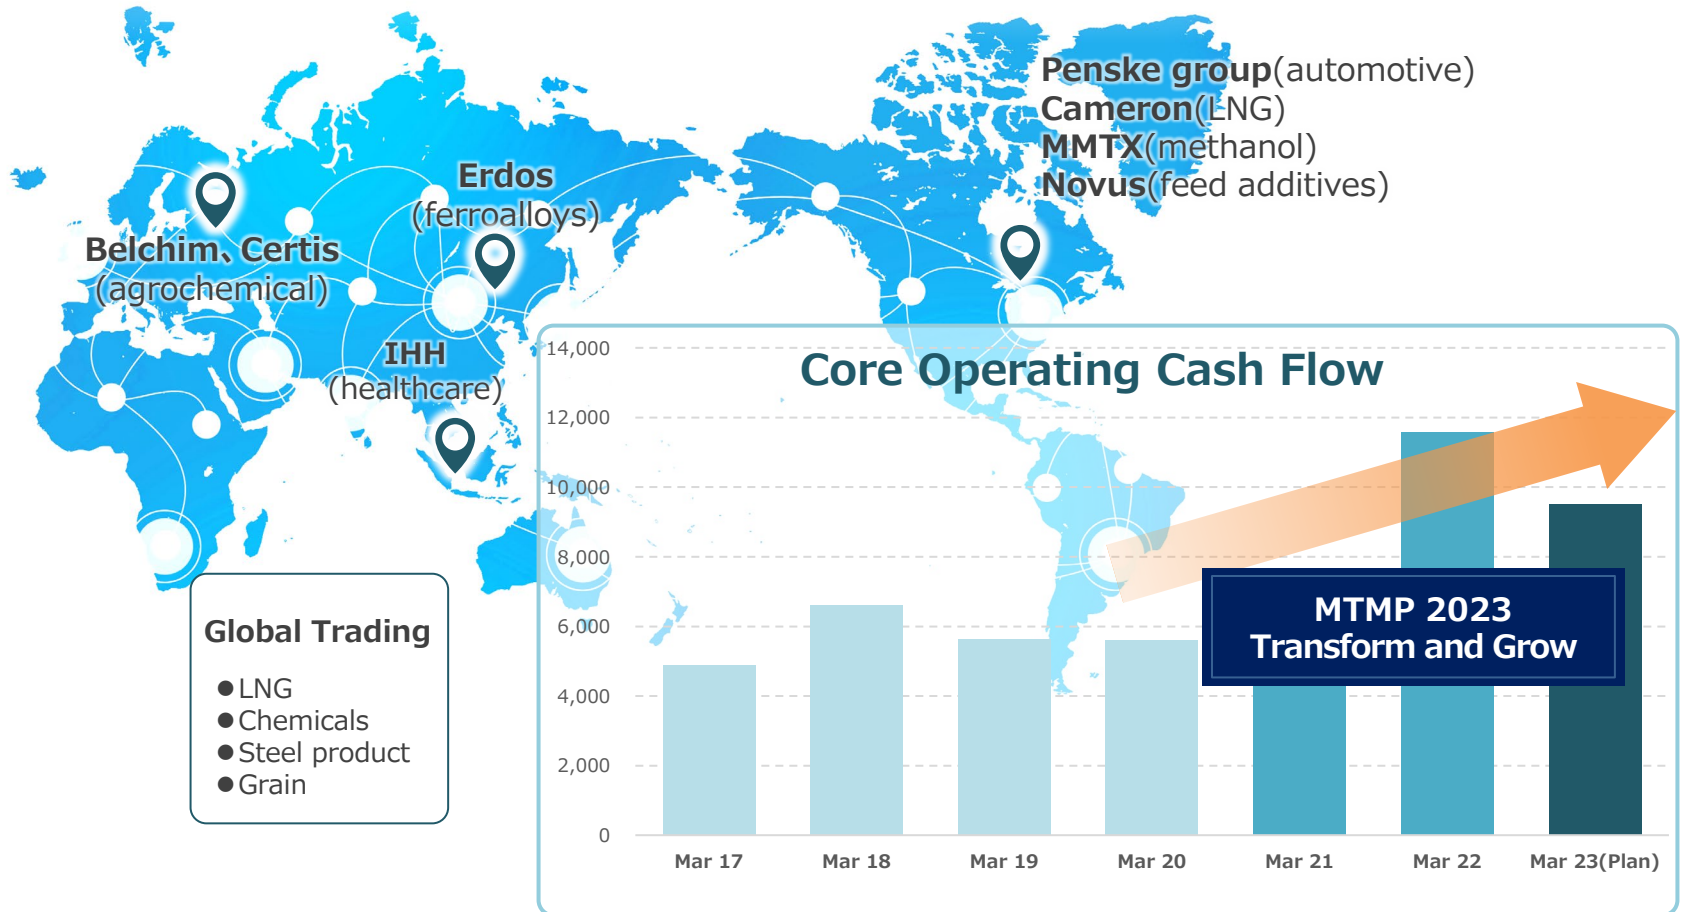 Penske group(automotive)
Cameron(LNG)
MMTX(methanol)
Novus(feed additives)
Erdos
(ferroalloys)
Belchim、Certis
(agrochemical)
IHH
(healthcare)
Global Trading
●LNG
●Chemicals
●Steel product
●Grain
Core Operating Cash Flow
14,000
12,000
10,000
8,000
6,000
4,000
2,000
0
MTMP 2023
Transform and Grow
Mar 17 Mar 18 Mar 19 Mar 20 Mar 21 Mar 22 Mar 23(Plan)